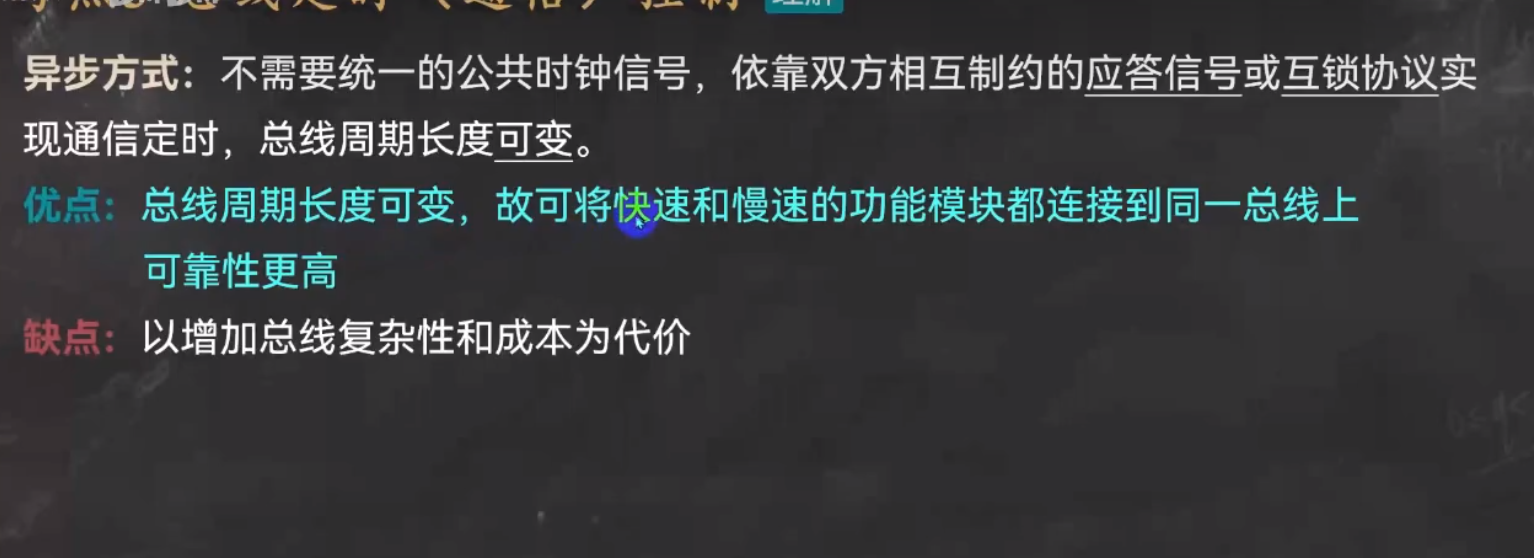 异步方式：不需要统一的公共时钟信号，依靠双方相互制约的应答信号或互锁协议实
现通信定时，总线周期长度可变。
优点：总线周期长度可变，故可将快速和慢速的功能模块都连接到同一总线上
可靠性更高
缺点：以增加总线复杂性和成本为代价